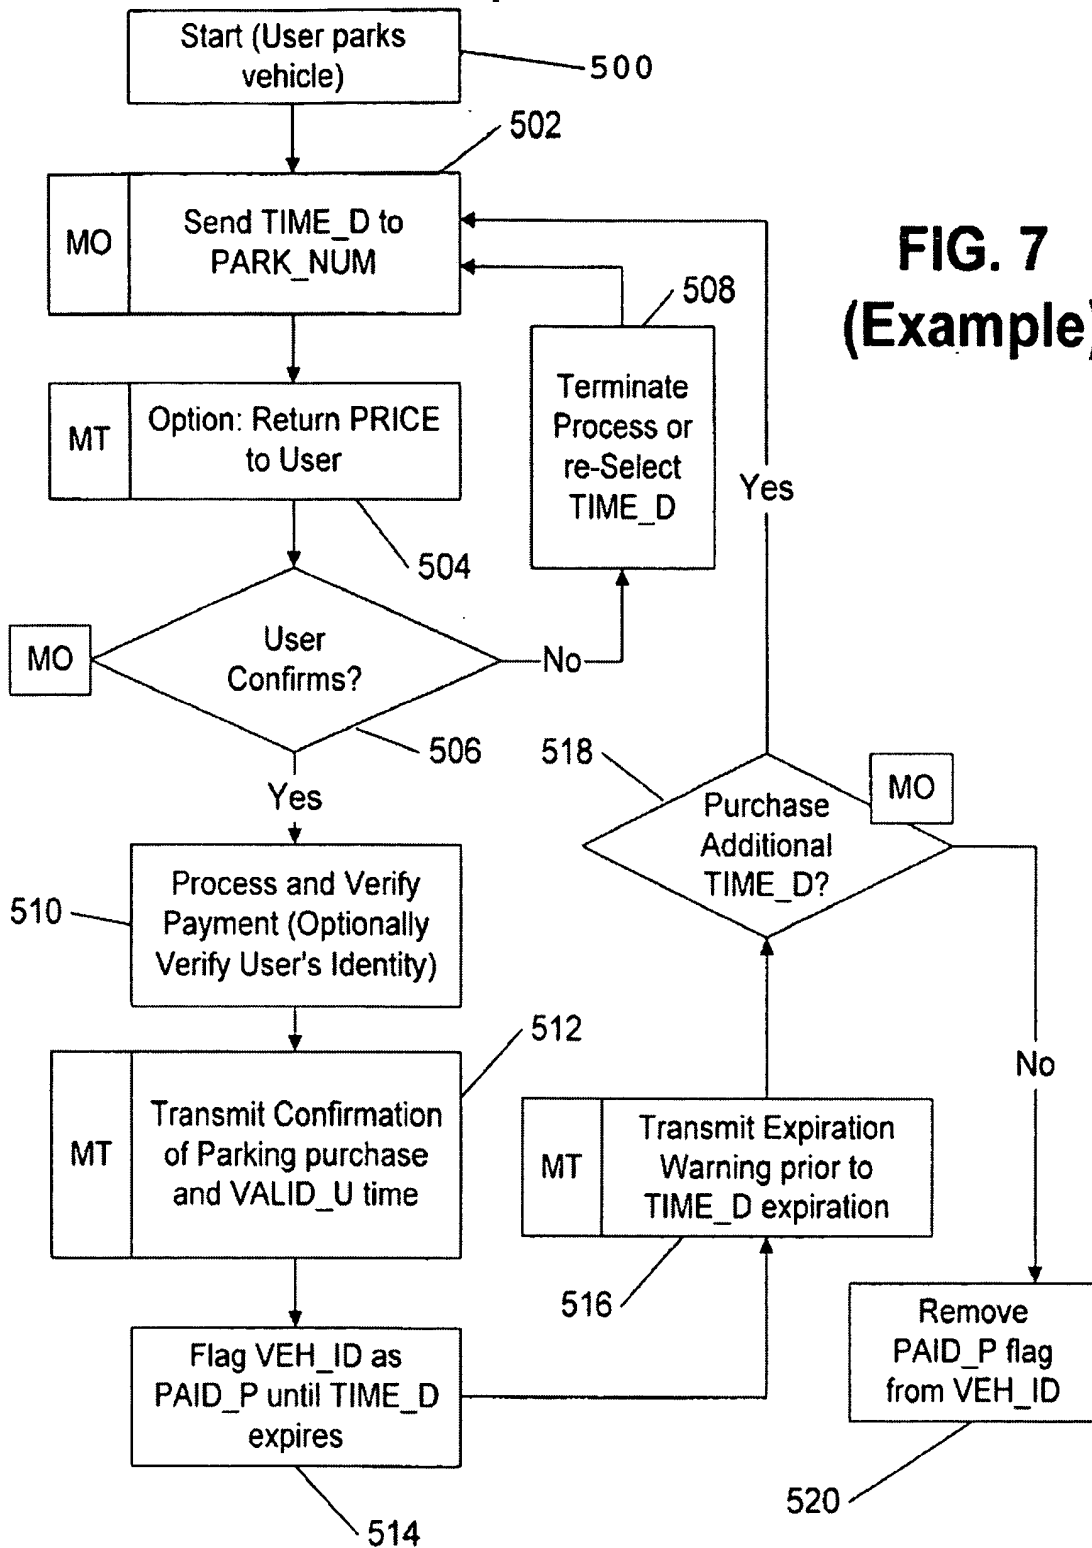 Start (User parks
vehicle)
500
502
MO
Send TIME_D to
PARK_NUM
FIG. 7
(Example)
508
Terminate
Process or
re-Select
TIME_D
MT
Option: Return PRICE
to User
504
Yes
MO
User
Confirms?
No
506
Yes
518
MO
Purchase
Additional
TIME_D?
510
Process and Verify
Payment (Optionally
Verify User's Identity)
512
No
MT
Transmit Confirmation
of Parking purchase
and VALID_U time
MT
Transmit Expiration
Warning prior to
TIME_D expiration
516
Flag VEH_ID as
PAID_P until TIME_D
expires
514
Remove
PAID_P flag
from VEH_ID
520